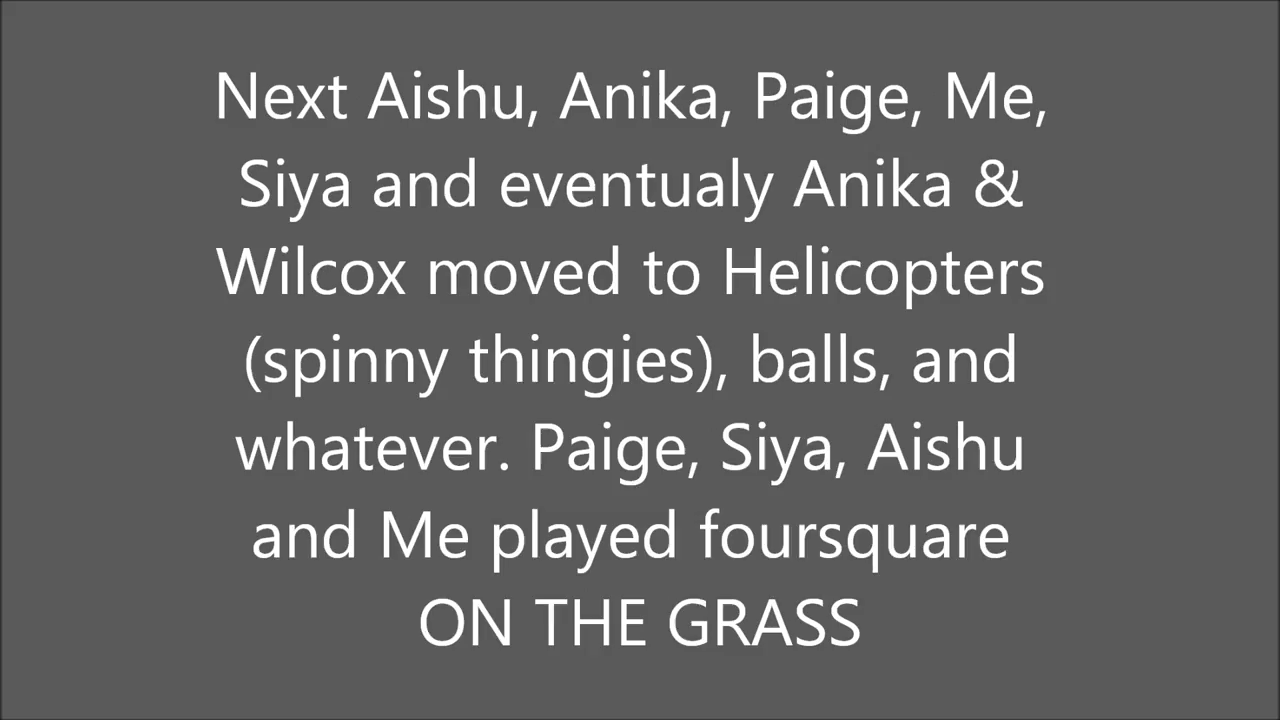 Next Aishu, Anika, Paige, Me,
Siya and eventualy Anika &
Wilcox moved to Helicopters
(spinny thingies), balls, and
whatever. Paige, Siya, Aishu
and Me played foursquare
ON THE GRASS